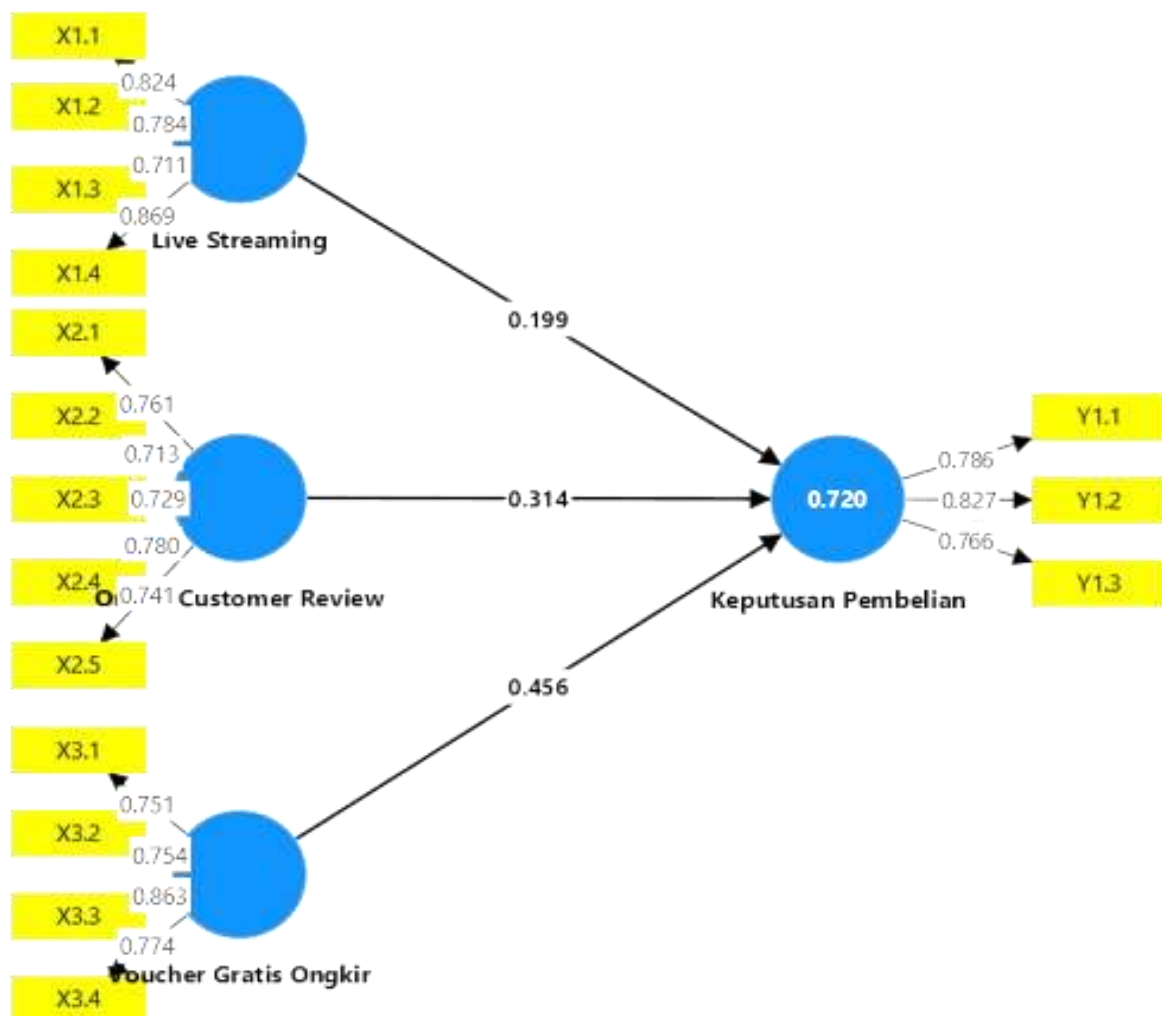 X1.1
0.824
X1.2
0.784
0.711
X1.3
0.869
Live Streaming
X1.4
0.199
X2.1
0.761
X2.2
0.713
X2.3
0.729
0.314
0.720
0.780
X2.4
0.741
Customer Review
X2.5
Y1.1
0.786
0.827
Y1.2
0.766
Y1.3
Keputusan Pembelian
0.456
X3.1
0.751
X3.2
0.754
0.863
X3.3
0.774
Voucher Gratis Ongkir
X3.4